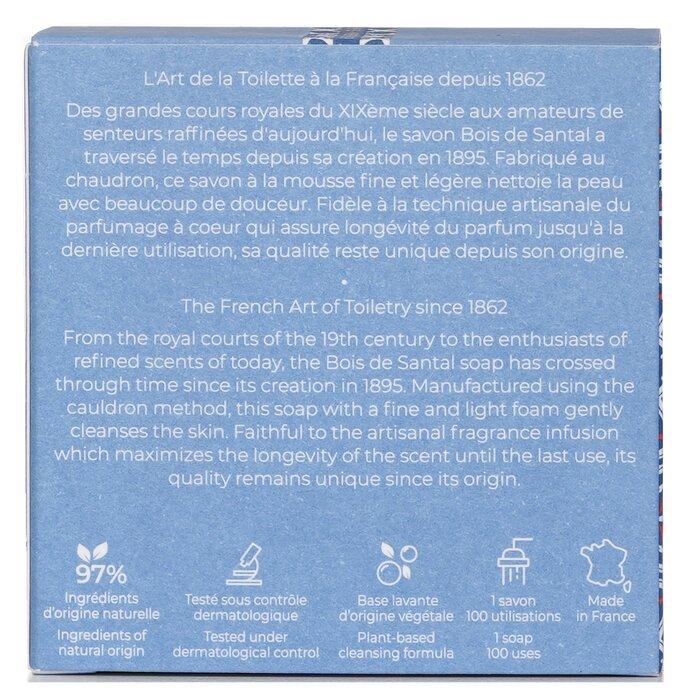 L'Art de la Toilette à la Française depuis 1862
Des grandes cours royales du XIXème siècle aux amateurs de
senteurs raffinées d'aujourd'hui, le savon Bois de Santal a
traversé le temps depuis sa création en 1895. Fabriqué au
chaudron, ce savon à la mousse fine et légère nettoie la peau
avec beaucoup de douceur. Fidèle à la technique artisanale du
parfumage à coeur qui assure longévité du parfum jusqu'à la
dernière utilisation, sa qualité reste unique depuis son origine.
•
The French Art of Toiletry since 1862
From the royal courts of the 19th century to the enthusiasts of
refined scents of today, the Bois de Santal soap has crossed
through time since its creation in 1895. Manufactured using the
cauldron method, this soap with a fine and light foam gently
cleanses the skin. Faithful to the artisanal fragrance infusion
which maximizes the longevity of the scent until the last use, its
quality remains unique since its origin.
97%
Ingrédients
d'origine naturelle
Ingredients of
natural origin
Testé sous contrôle
dermatologique
Tested under
dermatological control
Base lavante
d'origine végétale
Plant-based
cleansing formula
1 savon
100 utilisations
1 soap
100 uses
Made
in France